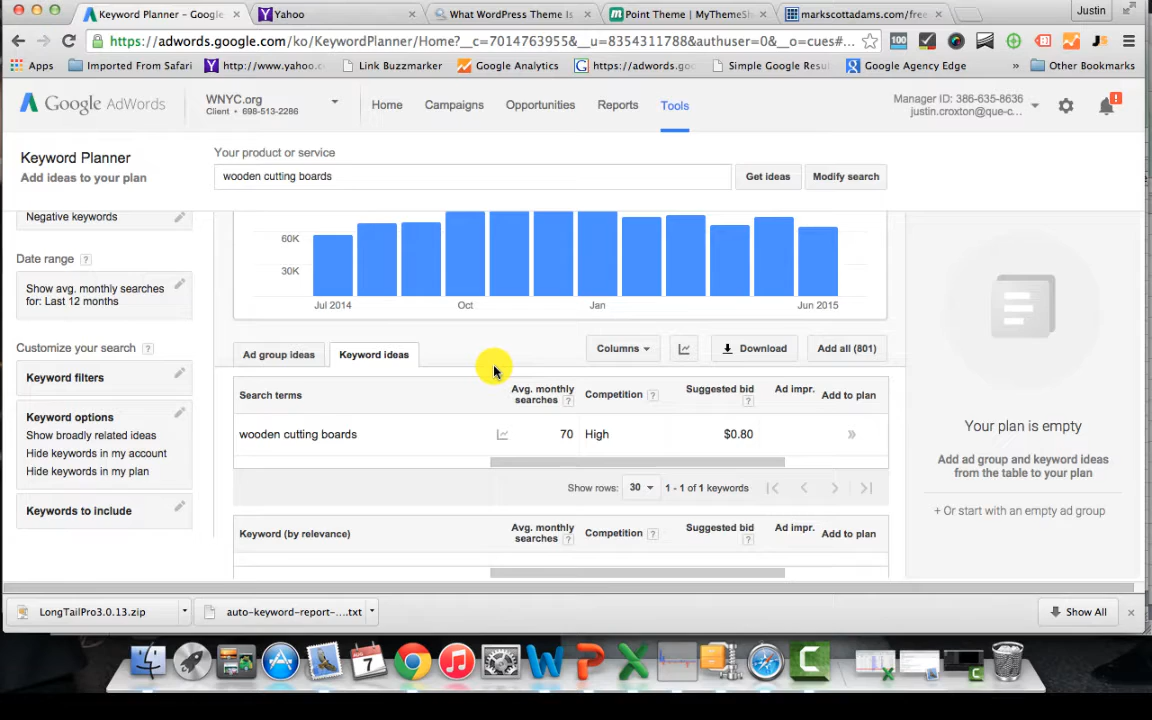 Keyword Planner – Google
Yahoo
What WordPress Theme Is
Point Theme | MyThemeSh
markscottadams.com/free
Justin
https://adwords.google.com/ko/KeywordPlanner/Home?__c=7014763955&__u=8354311788&authuser=0&__o=cues#...
100
Apps
Imported From Safari
http://www.yahoo.c
Link Buzzmarker
Google Analytics
https://adwords.goo
Simple Google Resul
Google Agency Edge
»
Other Bookmarks
Google AdWords
WNYC.org
Client • 698-513-2286
Home
Campaigns
Opportunities
Reports
Tools
Manager ID: 386-635-8636
justin.croxton@que-c...
!
Keyword Planner
Add ideas to your plan
Your product or service
wooden cutting boards
Get ideas
Modify search
Negative keywords
Date range ?
Show avg. monthly searches
for: Last 12 months
Customize your search ?
Keyword filters
Keyword options
Show broadly related ideas
Hide keywords in my account
Hide keywords in my plan
Keywords to include
60K
30K
Jul 2014
Oct
Jan
Jun 2015
Ad group ideas
Keyword ideas
Columns
Download
Add all (801)
Search terms
Avg. monthly
searches ?
Competition ?
Suggested bid
?
Ad impr.
Add to plan
wooden cutting boards
70
High
$0.80
»
Show rows: 30
1 - 1 of 1 keywords
Keyword (by relevance)
Avg. monthly
searches ?
Competition ?
Suggested bid
?
Ad impr.
Add to plan
Your plan is empty
Add ad group and keyword ideas
from the table to your plan
+ Or start with an empty ad group
LongTailPro3.0.13.zip
auto-keyword-report-....txt
Show All
AUG
7